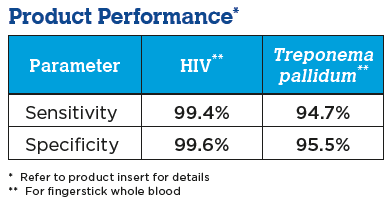 Product Performance*
Parameter HIV** Treponema pallidum**
Sensitivity 99.4% 94.7%
Specificity 99.6% 95.5%
* Refer to product insert for details
** For fingerstick whole blood